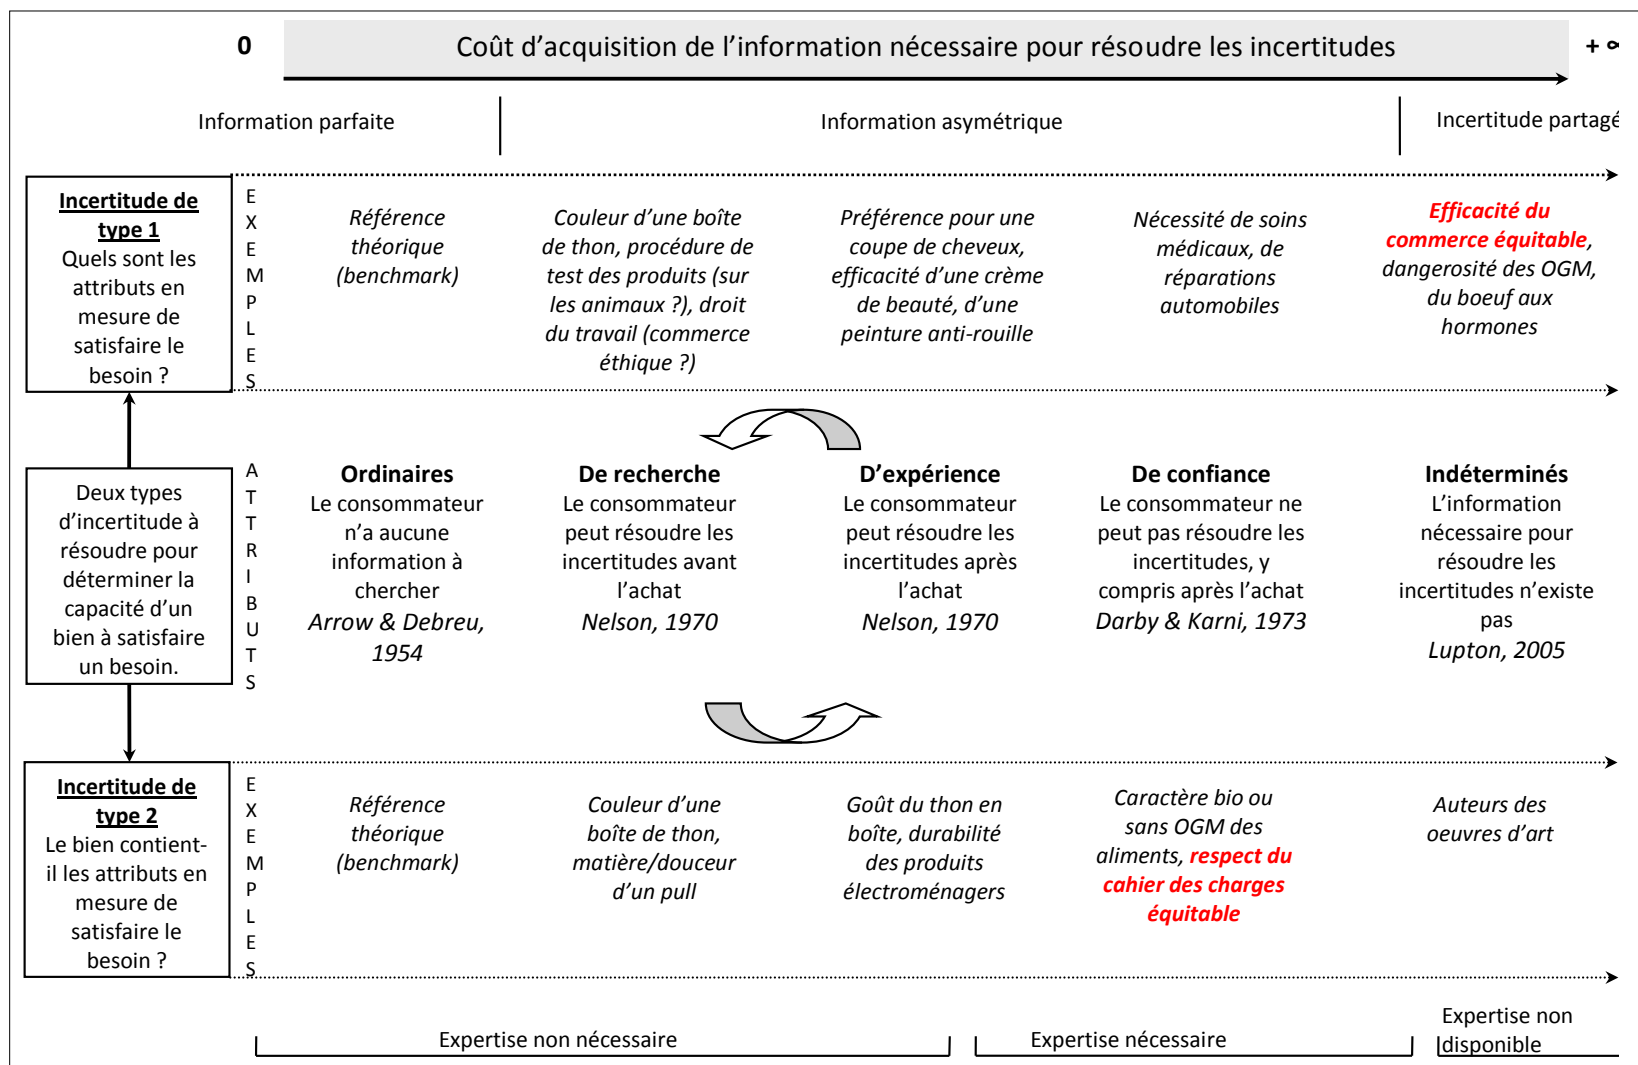 0
Coût d’acquisition de l’information nécessaire pour résoudre les incertitudes
+ ∞
Information parfaite
Information asymétrique
Incertitude partagé
Incertitude de
type 1
Quels sont les
attributs en
mesure de
satisfaire le
besoin ?
E
X
E
M
P
L
E
S
Référence
théorique
(benchmark)
Couleur d’une boîte
de thon, procédure de
test des produits (sur
les animaux ?), droit
du travail (commerce
éthique ?)
Préférence pour une
coupe de cheveux,
efficacité d’une crème
de beauté, d’une
peinture anti-rouille
Nécessité de soins
médicaux, de
réparations
automobiles
Efficacité du
commerce équitable,
dangerosité des OGM,
du boeuf aux
hormones
Deux types
d’incertitude à
résoudre pour
déterminer la
capacité d’un
bien à satisfaire
un besoin.
A
T
T
R
I
B
U
T
S
Ordinaires
Le consommateur
n’a aucune
information à
chercher
Arrow & Debreu,
1954
De recherche
Le consommateur
peut résoudre les
incertitudes avant
l’achat
Nelson, 1970
D’expérience
Le consommateur
peut résoudre les
incertitudes après
l’achat
Nelson, 1970
De confiance
Le consommateur ne
peut pas résoudre les
incertitudes, y
compris après l’achat
Darby & Karni, 1973
Indéterminés
L’information
nécessaire pour
résoudre les
incertitudes n’existe
pas
Lupton, 2005
Incertitude de
type 2
Le bien contient-
il les attributs en
mesure de
satisfaire le
besoin ?
E
X
E
M
P
L
E
S
Référence
théorique
(benchmark)
Couleur d’une
boîte de thon,
matière/douceur
d’un pull
Goût du thon en
boîte, durabilité
des produits
électroménagers
Caractère bio ou
sans OGM des
aliments, respect du
cahier des charges
équitable
Auteurs des
oeuvres d’art
Expertise non nécessaire
Expertise nécessaire
Expertise non
disponible